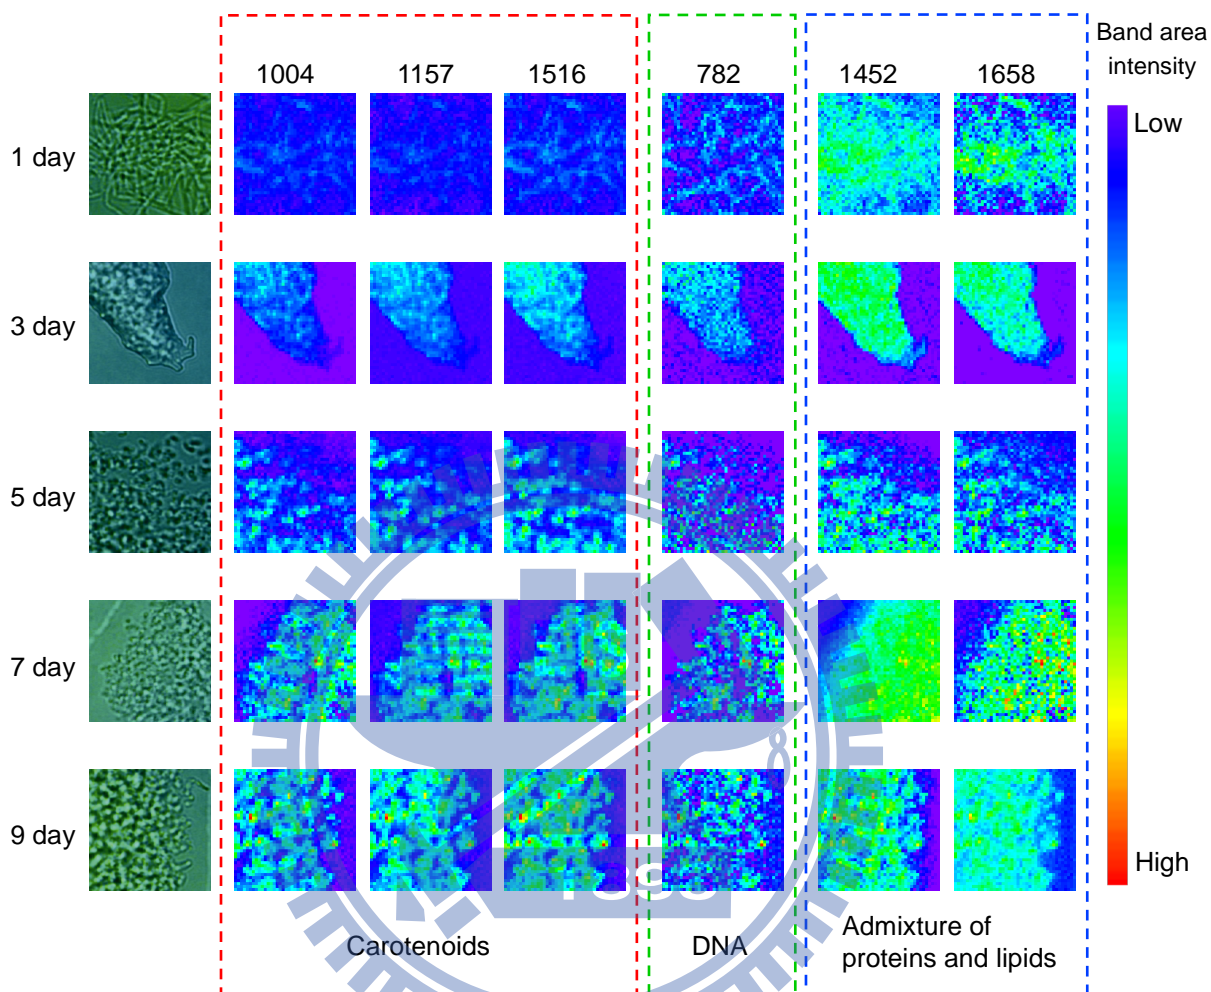 Band area
intensity
1004 1157 1516 782 1452 1658
Low
1 day
3 day
5 day
7 day
9 day
High
Carotenoids
DNA
Admixture of
proteins and lipids
1896